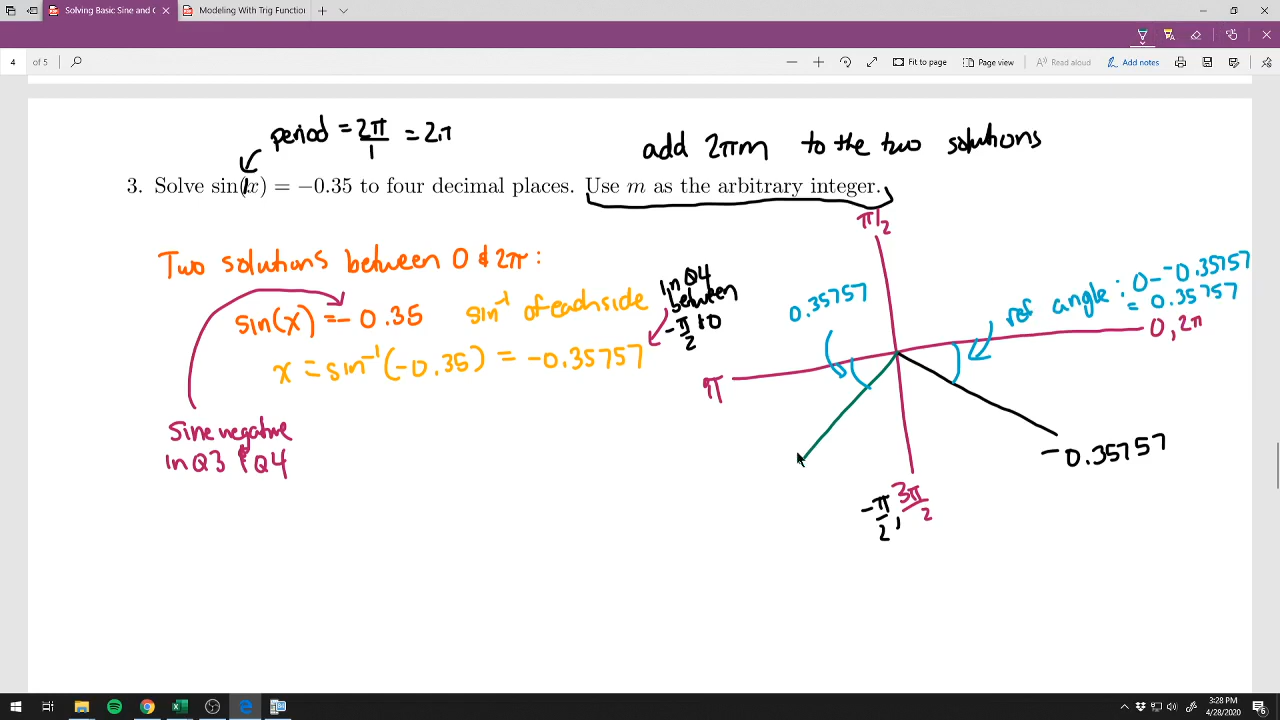 Solving Basic Sine and C
Modeling With Trig Function
4 of 5
Fit to page
Page view
Read aloud
Add notes
period = 2π/1 = 2π
add 2πm to the two solutions
3. Solve sin(x) = −0.35 to four decimal places. Use m as the arbitrary integer.
1
π/2
Two solutions between 0 & 2π:
sin(x) = -0.35
sin⁻¹ of each side
x = sin⁻¹(-0.35) = -0.35757
In Q4
between
-π/2 to 0
0.35757
ref angle: 0--0.35757
= 0.35757
0, 2π
π
Sine negative
in Q3 & Q4
-0.35757
-π/2, 3π/2
3:28 PM
4/28/2020
6